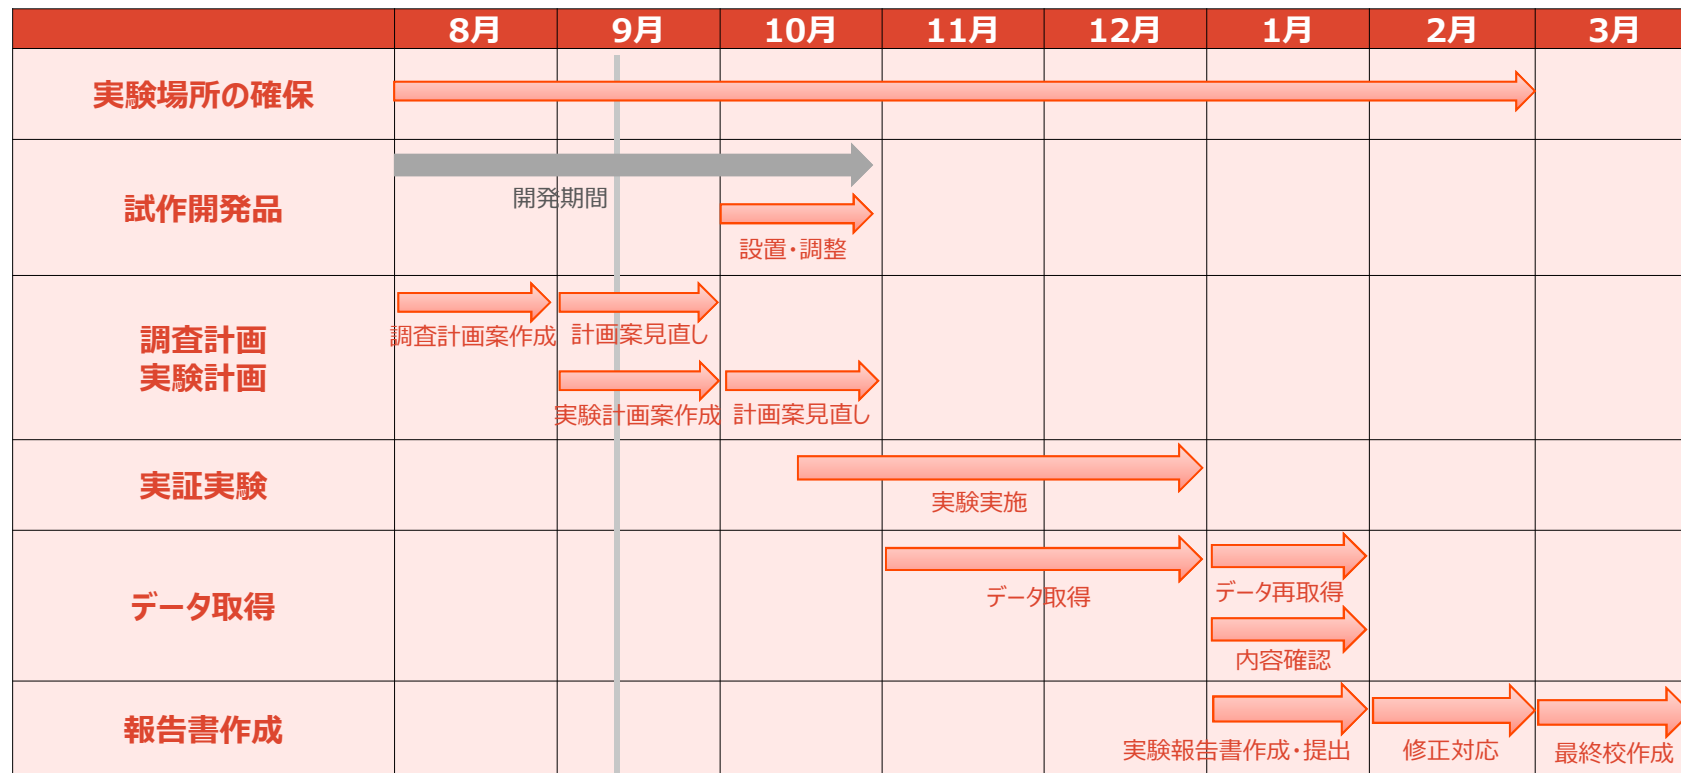 8月 9月 10月 11月 12月 1月 2月 3月
実験場所の確保
試作開発品
開発期間
設置・調整
調査計画
実験計画
調査計画案作成 計画案見直し
実験計画案作成 計画案見直し
実証実験
実験実施
データ取得
データ取得
データ再取得
内容確認
報告書作成
実験報告書作成・提出 修正対応 最終校作成